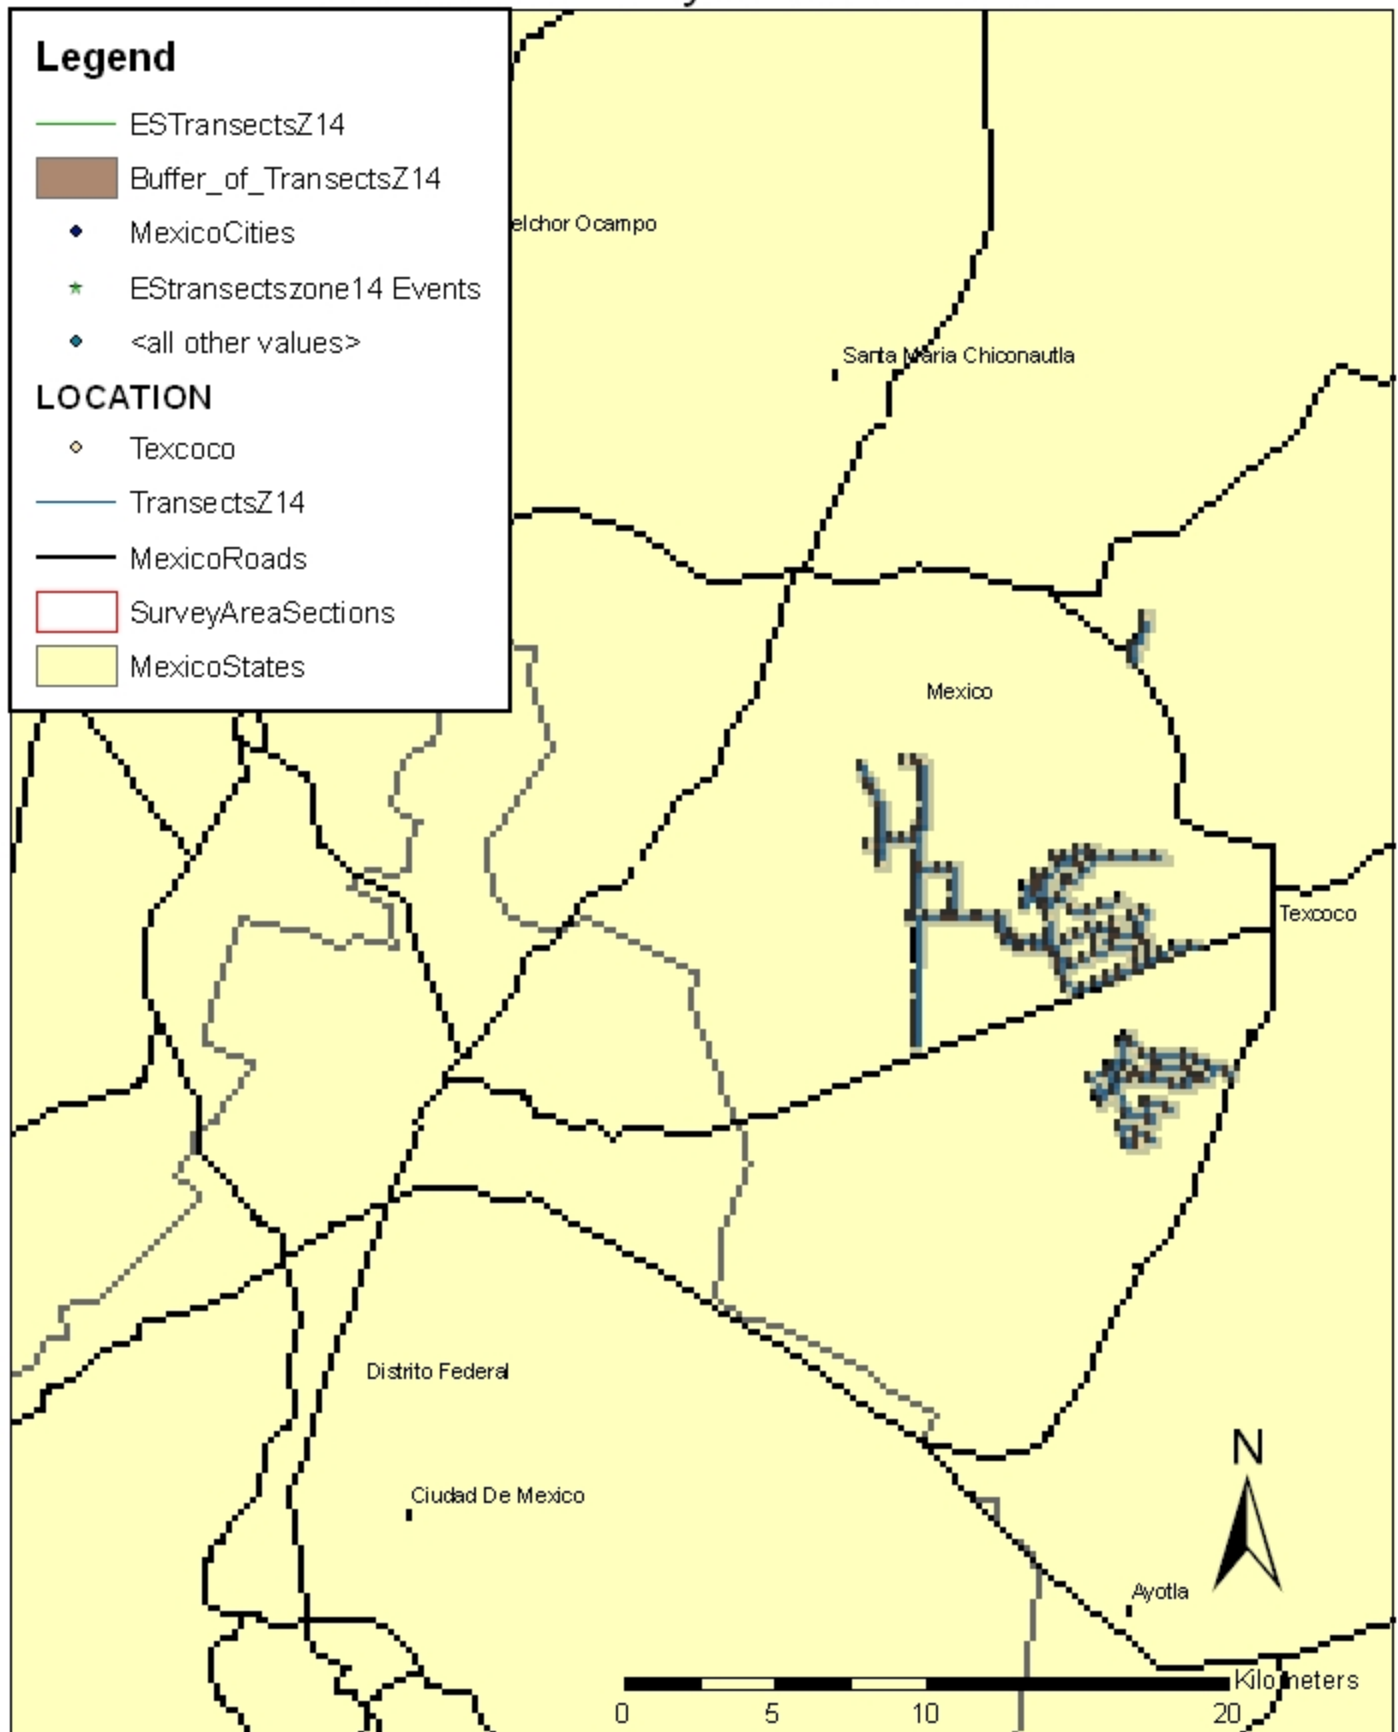 Legend
ESTransectsZ14
Buffer_of_TransectsZ14
MexicoCities
EStransectszone14 Events
<all other values>
LOCATION
Texcoco
TransectsZ14
MexicoRoads
SurveyAreaSections
MexicoStates
elchor Ocampo
Santa Maria Chiconautla
Mexico
Texcoco
Distrito Federal
Ciudad De Mexico
N
Ayotla
Kilometers
0 5 10 20